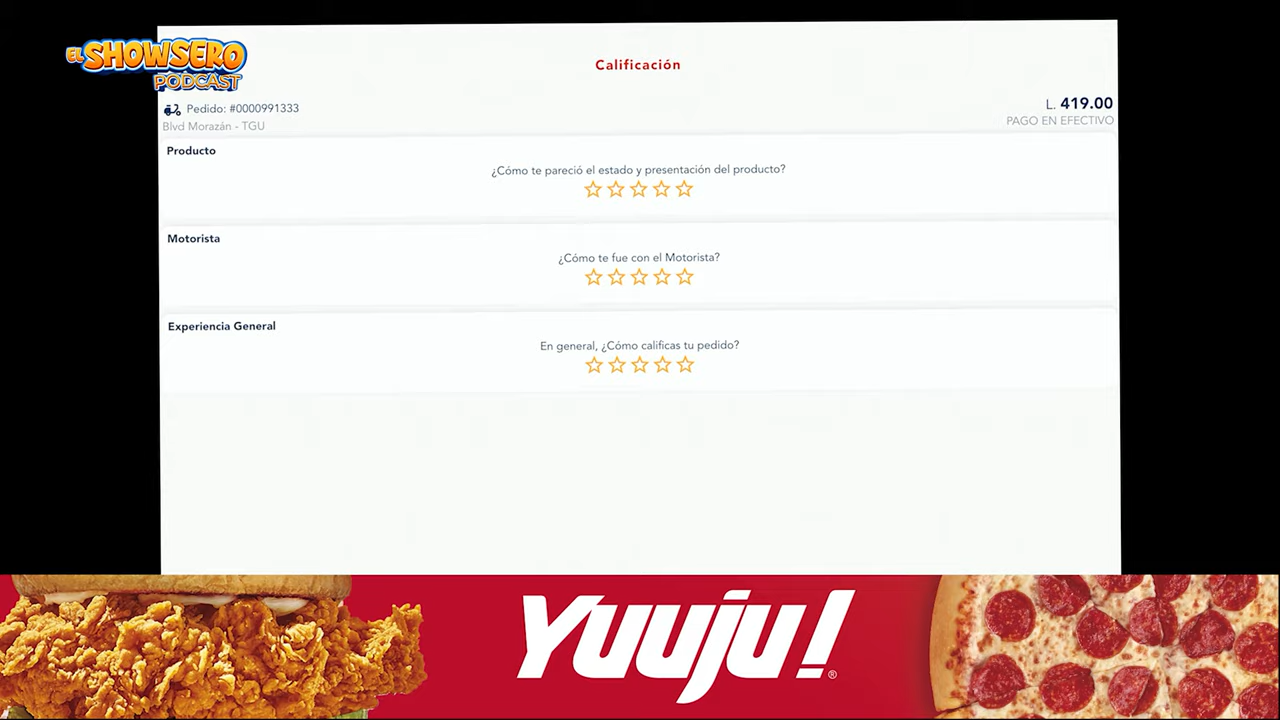 EL SHOWSERO
PODCAST
Calificación
Pedido: #0000991333
L. 419.00
Blvd Morazán - TGU
PAGO EN EFECTIVO
Producto
¿Cómo te pareció el estado y presentación del producto?
Motorista
¿Cómo te fue con el Motorista?
Experiencia General
En general, ¿Cómo calificas tu pedido?
Yuuju!®